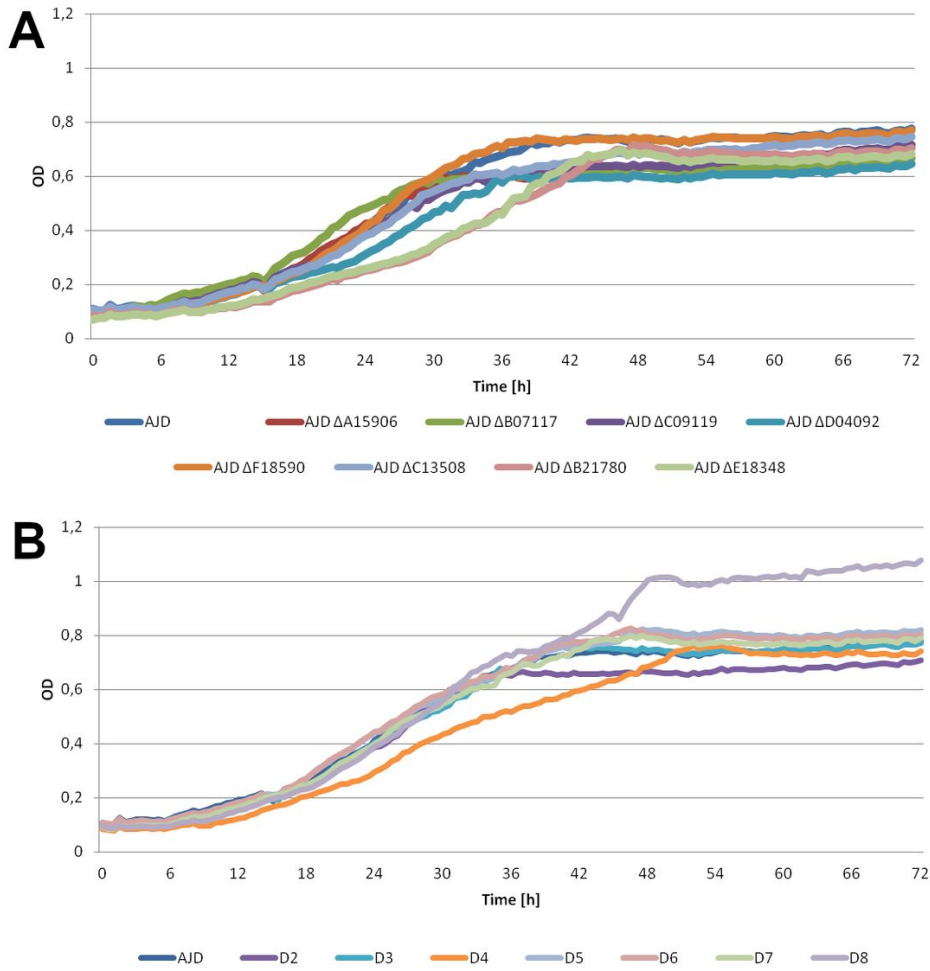 A
1,2
1
0,8
0,6
0,4
0,2
0
OD
0 6 12 18 24 30 36 42 48 54 60 66 72
Time [h]
AJD AJD ΔA15906 AJD ΔB07117 AJD ΔC09119 AJD ΔD04092
AJD ΔF18590 AJD ΔC13508 AJD ΔB21780 AJD ΔE18348
B
1,2
1
0,8
0,6
0,4
0,2
0
OD
0 6 12 18 24 30 36 42 48 54 60 66 72
Time [h]
AJD D2 D3 D4 D5 D6 D7 D8